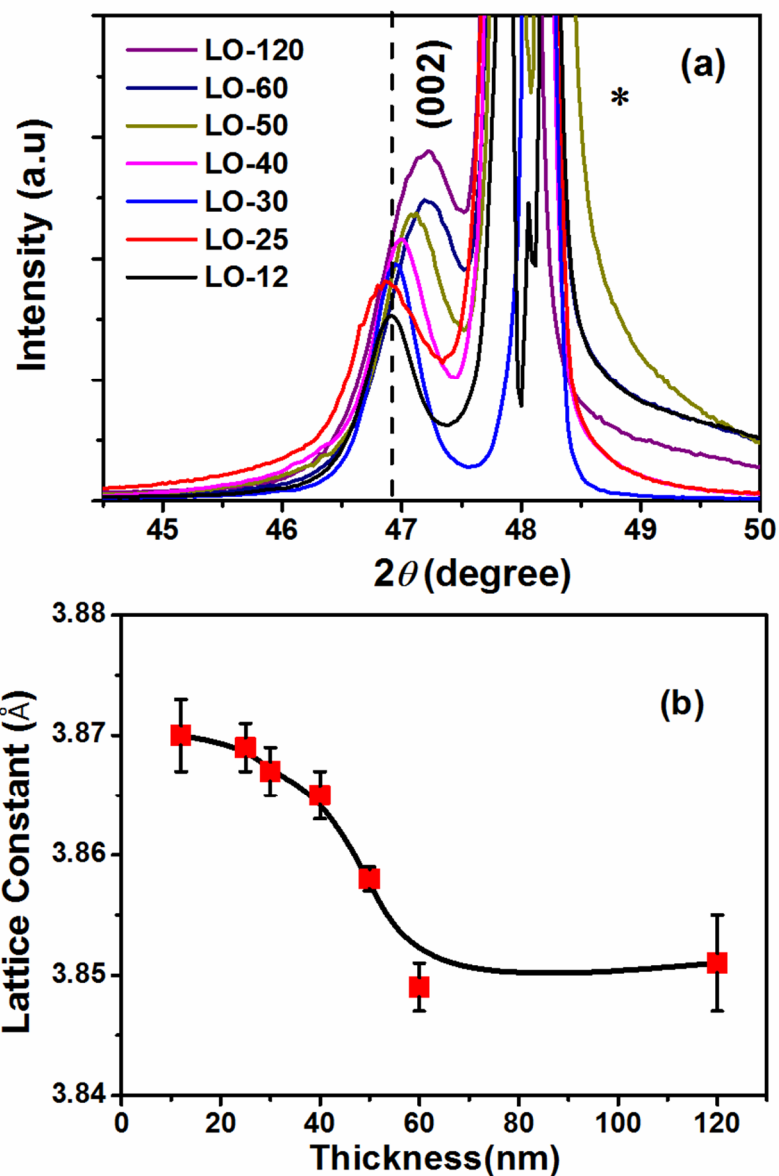 LO-120
LO-60
LO-50
LO-40
LO-30
LO-25
LO-12
(002)
(a)
*
Intensity (a.u)
45 46 47 48 49 50
2θ (degree)
3.88
3.87
3.86
3.85
3.84
(b)
Lattice Constant (Å)
0 20 40 60 80 100 120
Thickness(nm)